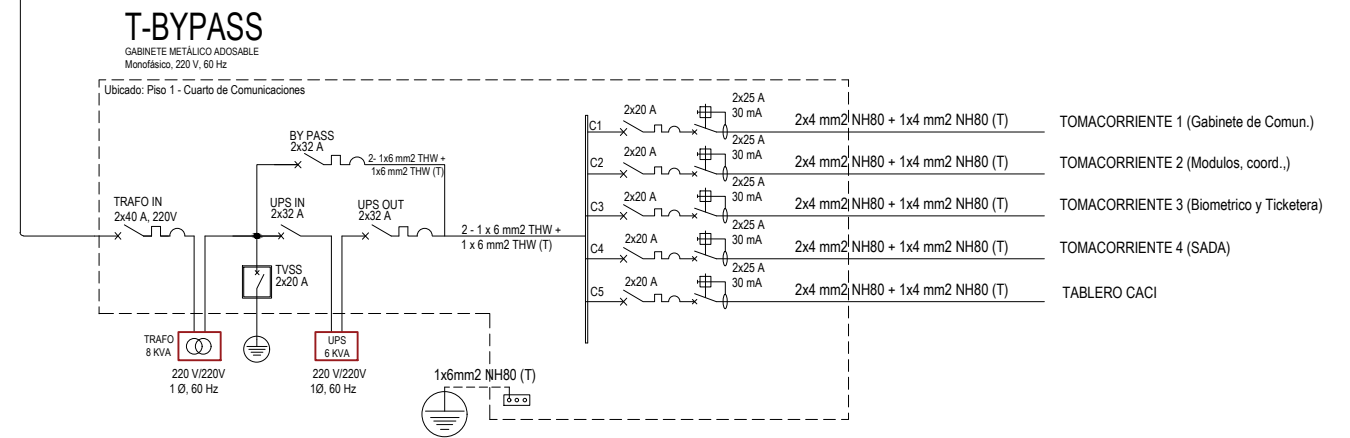 T-BYPASS
GABINETE METÁLICO ADOSABLE
Monofásico, 220 V, 60 Hz
Ubicado: Piso 1 - Cuarto de Comunicaciones
BY PASS
2x32 A
2- 1x6 mm2 THW +
1x6 mm2 THW (T)
TRAFO IN
2x40 A, 220V
UPS IN
2x32 A
UPS OUT
2x32 A
2 - 1 x 6 mm2 THW +
1 x 6 mm2 THW (T)
TVSS
2x20 A
TRAFO
8 KVA
220 V/220V
1 Ø, 60 Hz
UPS
6 KVA
220 V/220V
1Ø, 60 Hz
1x6mm2 NH80 (T)
C1
2x20 A
2x25 A
30 mA
2x4 mm2 NH80 + 1x4 mm2 NH80 (T)
TOMACORRIENTE 1 (Gabinete de Comun.)
C2
2x20 A
2x25 A
30 mA
2x4 mm2 NH80 + 1x4 mm2 NH80 (T)
TOMACORRIENTE 2 (Modulos, coord.,)
C3
2x20 A
2x25 A
30 mA
2x4 mm2 NH80 + 1x4 mm2 NH80 (T)
TOMACORRIENTE 3 (Biometrico y Ticketera)
C4
2x20 A
2x25 A
30 mA
2x4 mm2 NH80 + 1x4 mm2 NH80 (T)
TOMACORRIENTE 4 (SADA)
C5
2x20 A
2x25 A
30 mA
2x4 mm2 NH80 + 1x4 mm2 NH80 (T)
TABLERO CACI